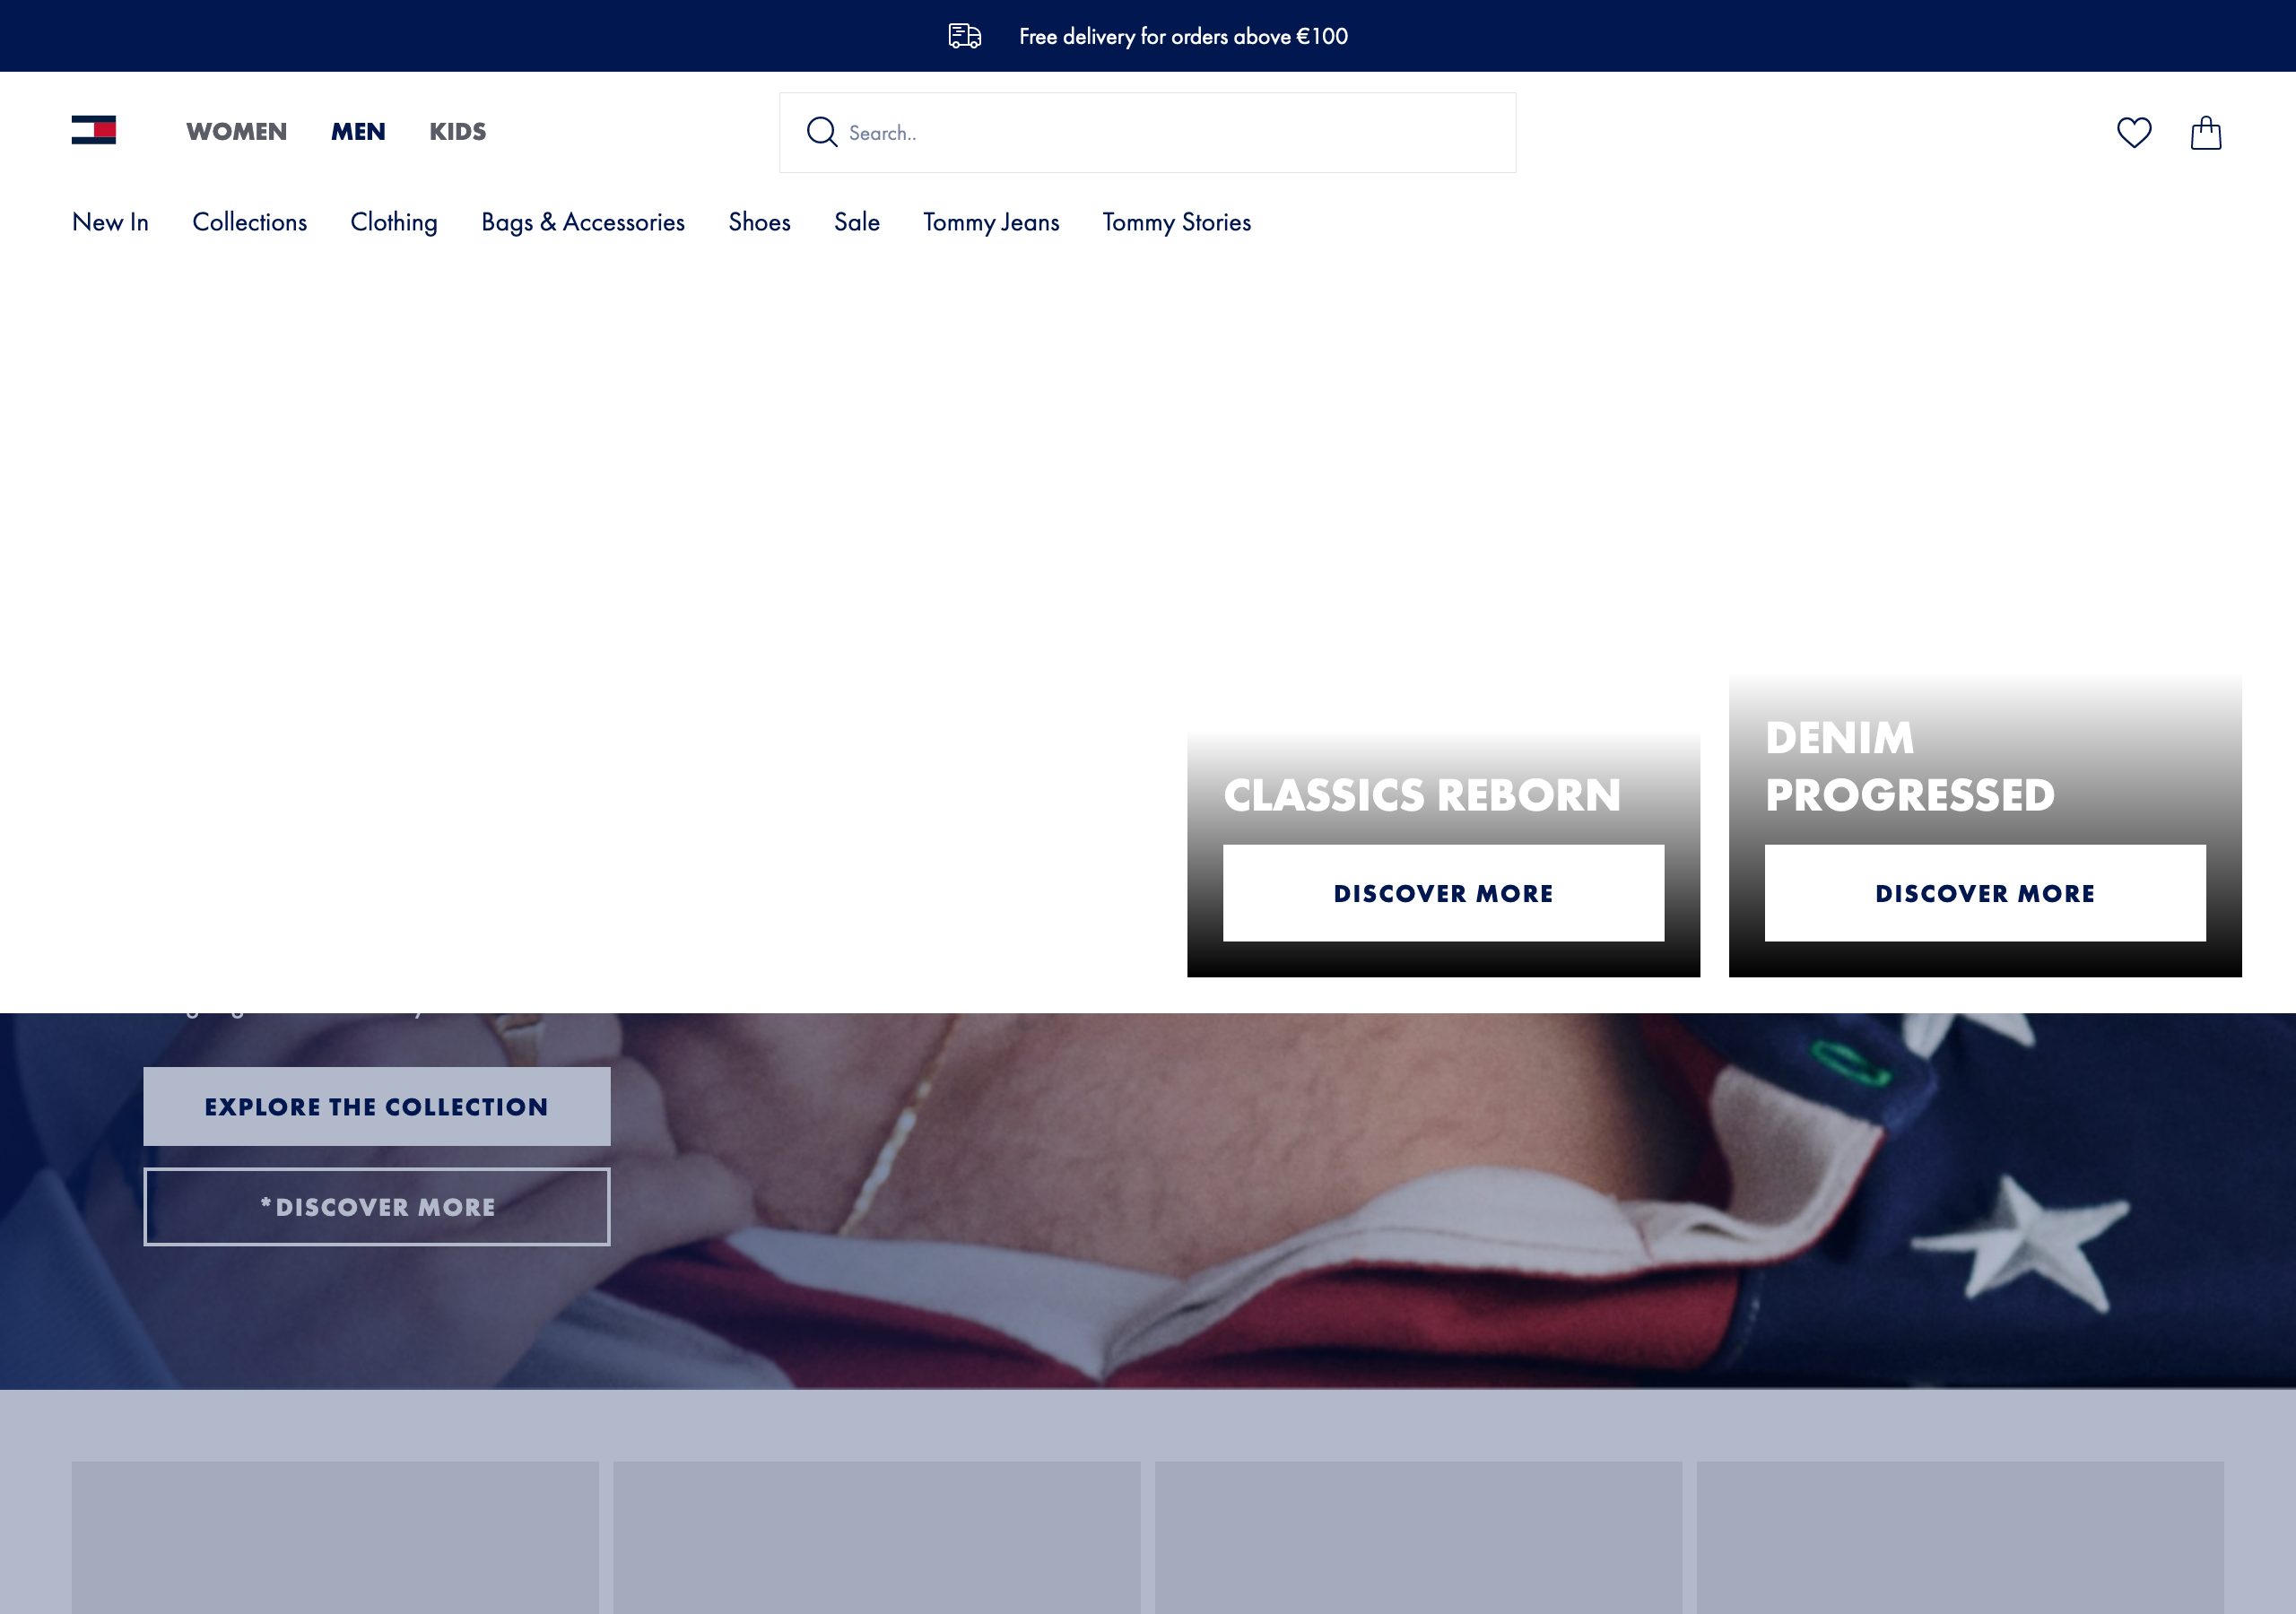 Free delivery for orders above €100
WOMEN MEN KIDS
Search..
New In Collections Clothing Bags & Accessories Shoes Sale Tommy Jeans Tommy Stories
CLASSICS REBORN
DISCOVER MORE
DENIM
PROGRESSED
DISCOVER MORE
EXPLORE THE COLLECTION
*DISCOVER MORE